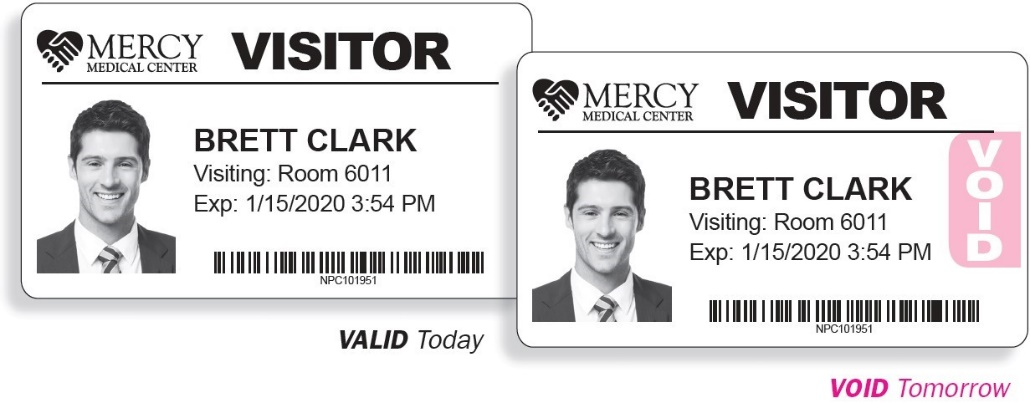 MERCY
MEDICAL CENTER
VISITOR
BRETT CLARK
Visiting: Room 6011
Exp: 1/15/2020 3:54 PM
NPC101951
VALID Today
MERCY
MEDICAL CENTER
VISITOR
BRETT CLARK
Visiting: Room 6011
Exp: 1/15/2020 3:54 PM
VOID
NPC101951
VOID Tomorrow